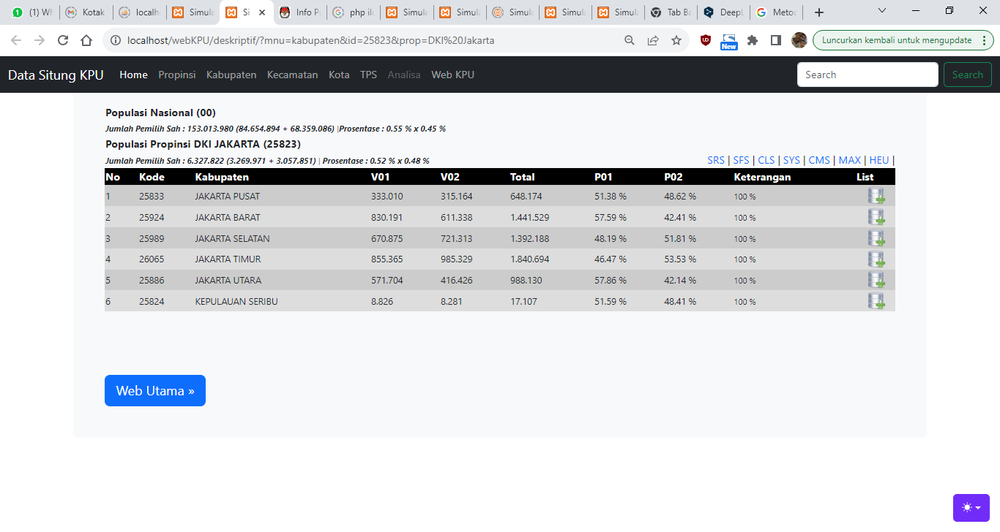 (1) Wh Kotak localh Simula Si Info P php ilu Simula Simula Simula Simula Simula Tab Ba DeepL Metod
localhost/webKPU/deskriptif/?mnu=kabupaten&id=25823&prop=DKI%20Jakarta New Luncurkan kembali untuk mengupdate
Data Situng KPU Home Propinsi Kabupaten Kecamatan Kota TPS Analisa Web KPU Search Search
Populasi Nasional (00)
Jumlah Pemilih Sah : 153.013.980 (84.654.894 + 68.359.086) |Prosentase : 0.55 % x 0.45 %
Populasi Propinsi DKI JAKARTA (25823)
Jumlah Pemilih Sah : 6.327.822 (3.269.971 + 3.057.851) | Prosentase : 0.52 % x 0.48 % SRS | SFS | CLS | SYS | CMS | MAX | HEU |
No Kode Kabupaten V01 V02 Total P01 P02 Keterangan List
1 25833 JAKARTA PUSAT 333.010 315.164 648.174 51.38 % 48.62 % 100 %
2 25924 JAKARTA BARAT 830.191 611.338 1.441.529 57.59 % 42.41 % 100 %
3 25989 JAKARTA SELATAN 670.875 721.313 1.392.188 48.19 % 51.81 % 100 %
4 26065 JAKARTA TIMUR 855.365 985.329 1.840.694 46.47 % 53.53 % 100 %
5 25886 JAKARTA UTARA 571.704 416.426 988.130 57.86 % 42.14 % 100 %
6 25824 KEPULAUAN SERIBU 8.826 8.281 17.107 51.59 % 48.41 % 100 %
Web Utama »